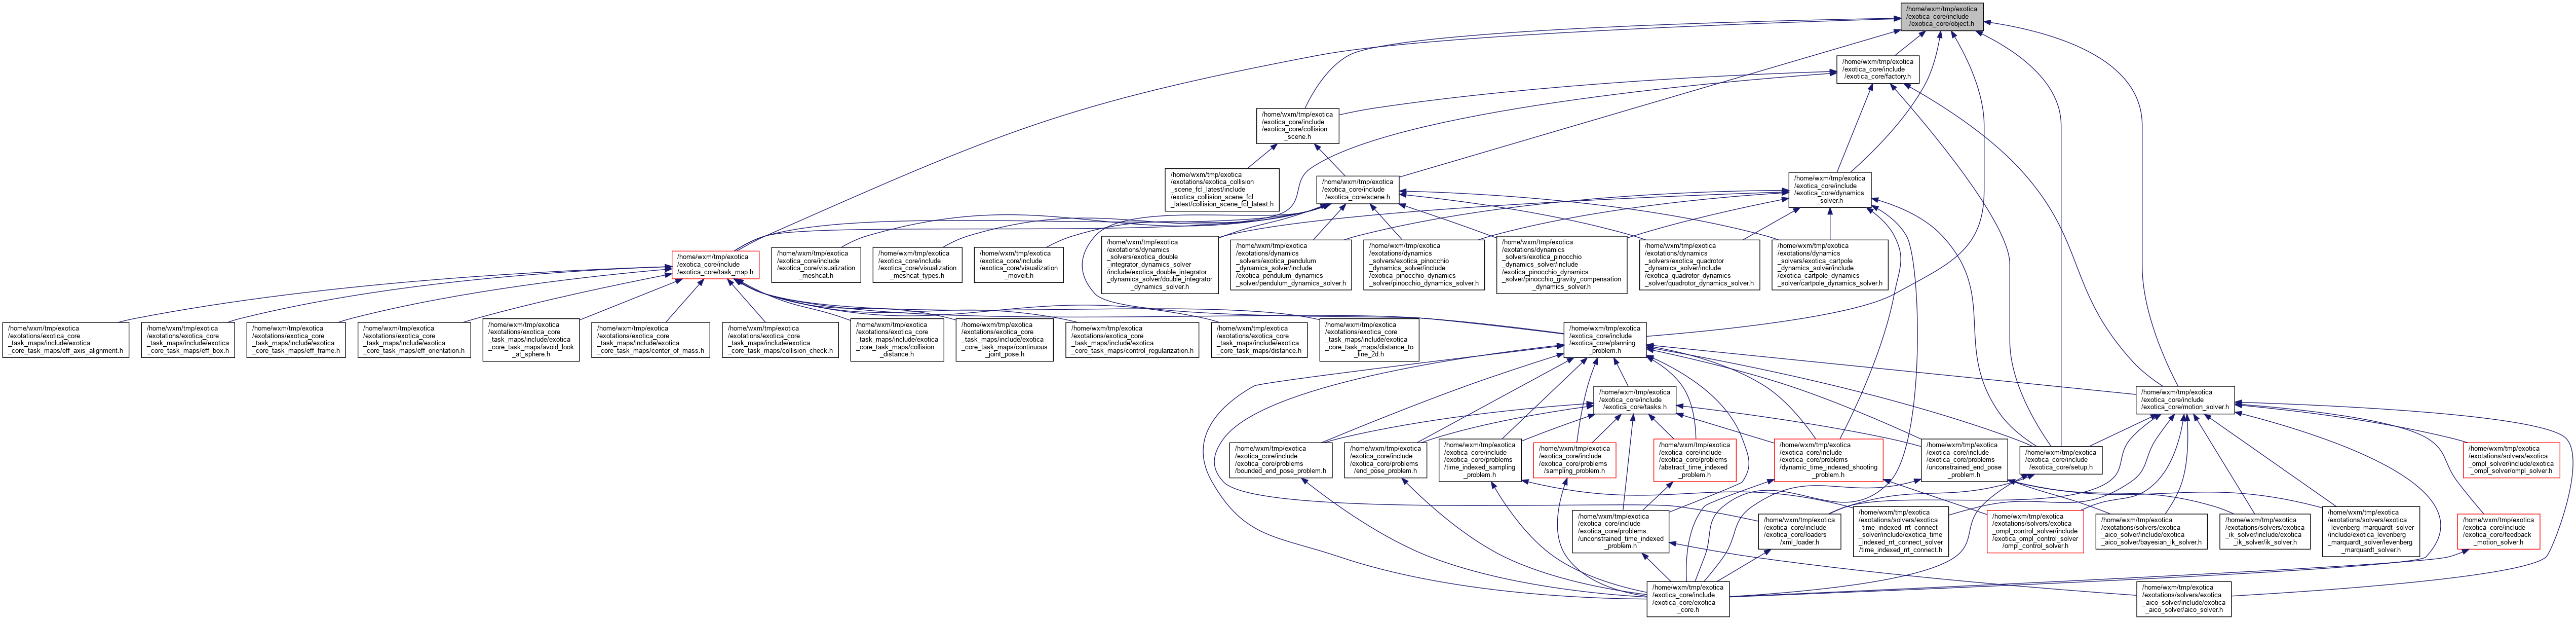 /home/wxm/tmp/exotica
/exotica_core/include
/exotica_core/object.h
/home/wxm/tmp/exotica
/exotica_core/include
/exotica_core/factory.h
/home/wxm/tmp/exotica
/exotica_core/include
/exotica_core/collision
_scene.h
/home/wxm/tmp/exotica
/exotations/exotica_collision
_scene_fcl_latest/include
/exotica_collision_scene_fcl
_latest/collision_scene_fcl_latest.h
/home/wxm/tmp/exotica
/exotica_core/include
/exotica_core/scene.h
/home/wxm/tmp/exotica
/exotica_core/include
/exotica_core/dynamics
_solver.h
/home/wxm/tmp/exotica
/exotica_core/include
/exotica_core/task_map.h
/home/wxm/tmp/exotica
/exotica_core/include
/exotica_core/visualization
_meshcat.h
/home/wxm/tmp/exotica
/exotica_core/include
/exotica_core/visualization
_meshcat_types.h
/home/wxm/tmp/exotica
/exotica_core/include
/exotica_core/visualization
_moveit.h
/home/wxm/tmp/exotica
/exotations/dynamics
_solvers/exotica_double
_integrator_dynamics_solver
/include/exotica_double_integrator
_dynamics_solver/double_integrator
_dynamics_solver.h
/home/wxm/tmp/exotica
/exotations/dynamics
_solvers/exotica_pendulum
_dynamics_solver/include
/exotica_pendulum_dynamics
_solver/pendulum_dynamics_solver.h
/home/wxm/tmp/exotica
/exotations/dynamics
_solvers/exotica_pinocchio
_dynamics_solver/include
/exotica_pinocchio_dynamics
_solver/pinocchio_dynamics_solver.h
/home/wxm/tmp/exotica
/exotations/dynamics
_solvers/exotica_pinocchio
_dynamics_solver/include
/exotica_pinocchio_dynamics
_solver/pinocchio_gravity_compensation
_dynamics_solver.h
/home/wxm/tmp/exotica
/exotations/dynamics
_solvers/exotica_quadrotor
_dynamics_solver/include
/exotica_quadrotor_dynamics
_solver/quadrotor_dynamics_solver.h
/home/wxm/tmp/exotica
/exotations/dynamics
_solvers/exotica_cartpole
_dynamics_solver/include
/exotica_cartpole_dynamics
_solver/cartpole_dynamics_solver.h
/home/wxm/tmp/exotica
/exotations/exotica_core
_task_maps/include/exotica
_core_task_maps/eff_axis_alignment.h
/home/wxm/tmp/exotica
/exotations/exotica_core
_task_maps/include/exotica
_core_task_maps/eff_box.h
/home/wxm/tmp/exotica
/exotations/exotica_core
_task_maps/include/exotica
_core_task_maps/eff_frame.h
/home/wxm/tmp/exotica
/exotations/exotica_core
_task_maps/include/exotica
_core_task_maps/eff_orientation.h
/home/wxm/tmp/exotica
/exotations/exotica_core
_task_maps/include/exotica
_core_task_maps/avoid_look
_at_sphere.h
/home/wxm/tmp/exotica
/exotations/exotica_core
_task_maps/include/exotica
_core_task_maps/center_of_mass.h
/home/wxm/tmp/exotica
/exotations/exotica_core
_task_maps/include/exotica
_core_task_maps/collision_check.h
/home/wxm/tmp/exotica
/exotations/exotica_core
_task_maps/include/exotica
_core_task_maps/collision
_distance.h
/home/wxm/tmp/exotica
/exotations/exotica_core
_task_maps/include/exotica
_core_task_maps/continuous
_joint_pose.h
/home/wxm/tmp/exotica
/exotations/exotica_core
_task_maps/include/exotica
_core_task_maps/control_regularization.h
/home/wxm/tmp/exotica
/exotations/exotica_core
_task_maps/include/exotica
_core_task_maps/distance.h
/home/wxm/tmp/exotica
/exotations/exotica_core
_task_maps/include/exotica
_core_task_maps/distance_to
_line_2d.h
/home/wxm/tmp/exotica
/exotica_core/include
/exotica_core/planning
_problem.h
/home/wxm/tmp/exotica
/exotica_core/include
/exotica_core/tasks.h
/home/wxm/tmp/exotica
/exotica_core/include
/exotica_core/motion_solver.h
/home/wxm/tmp/exotica
/exotica_core/include
/exotica_core/problems
/bounded_end_pose_problem.h
/home/wxm/tmp/exotica
/exotica_core/include
/exotica_core/problems
/end_pose_problem.h
/home/wxm/tmp/exotica
/exotica_core/include
/exotica_core/problems
/time_indexed_sampling
_problem.h
/home/wxm/tmp/exotica
/exotica_core/include
/exotica_core/problems
/sampling_problem.h
/home/wxm/tmp/exotica
/exotica_core/include
/exotica_core/problems
/abstract_time_indexed
_problem.h
/home/wxm/tmp/exotica
/exotica_core/include
/exotica_core/problems
/dynamic_time_indexed_shooting
_problem.h
/home/wxm/tmp/exotica
/exotica_core/include
/exotica_core/problems
/unconstrained_end_pose
_problem.h
/home/wxm/tmp/exotica
/exotica_core/include
/exotica_core/setup.h
/home/wxm/tmp/exotica
/exotations/solvers/exotica
_ompl_solver/include/exotica
_ompl_solver/ompl_solver.h
/home/wxm/tmp/exotica
/exotica_core/include
/exotica_core/problems
/unconstrained_time_indexed
_problem.h
/home/wxm/tmp/exotica
/exotica_core/include
/exotica_core/loaders
/xml_loader.h
/home/wxm/tmp/exotica
/exotations/solvers/exotica
_time_indexed_rrt_connect
_solver/include/exotica_time
_indexed_rrt_connect_solver
/time_indexed_rrt_connect.h
/home/wxm/tmp/exotica
/exotations/solvers/exotica
_ompl_control_solver/include
/exotica_ompl_control_solver
/ompl_control_solver.h
/home/wxm/tmp/exotica
/exotations/solvers/exotica
_aico_solver/include/exotica
_aico_solver/bayesian_ik_solver.h
/home/wxm/tmp/exotica
/exotations/solvers/exotica
_ik_solver/include/exotica
_ik_solver/ik_solver.h
/home/wxm/tmp/exotica
/exotations/solvers/exotica
_levenberg_marquardt_solver
/include/exotica_levenberg
_marquardt_solver/levenberg
_marquardt_solver.h
/home/wxm/tmp/exotica
/exotica_core/include
/exotica_core/feedback
_motion_solver.h
/home/wxm/tmp/exotica
/exotica_core/include
/exotica_core/exotica
_core.h
/home/wxm/tmp/exotica
/exotations/solvers/exotica
_aico_solver/include/exotica
_aico_solver/aico_solver.h